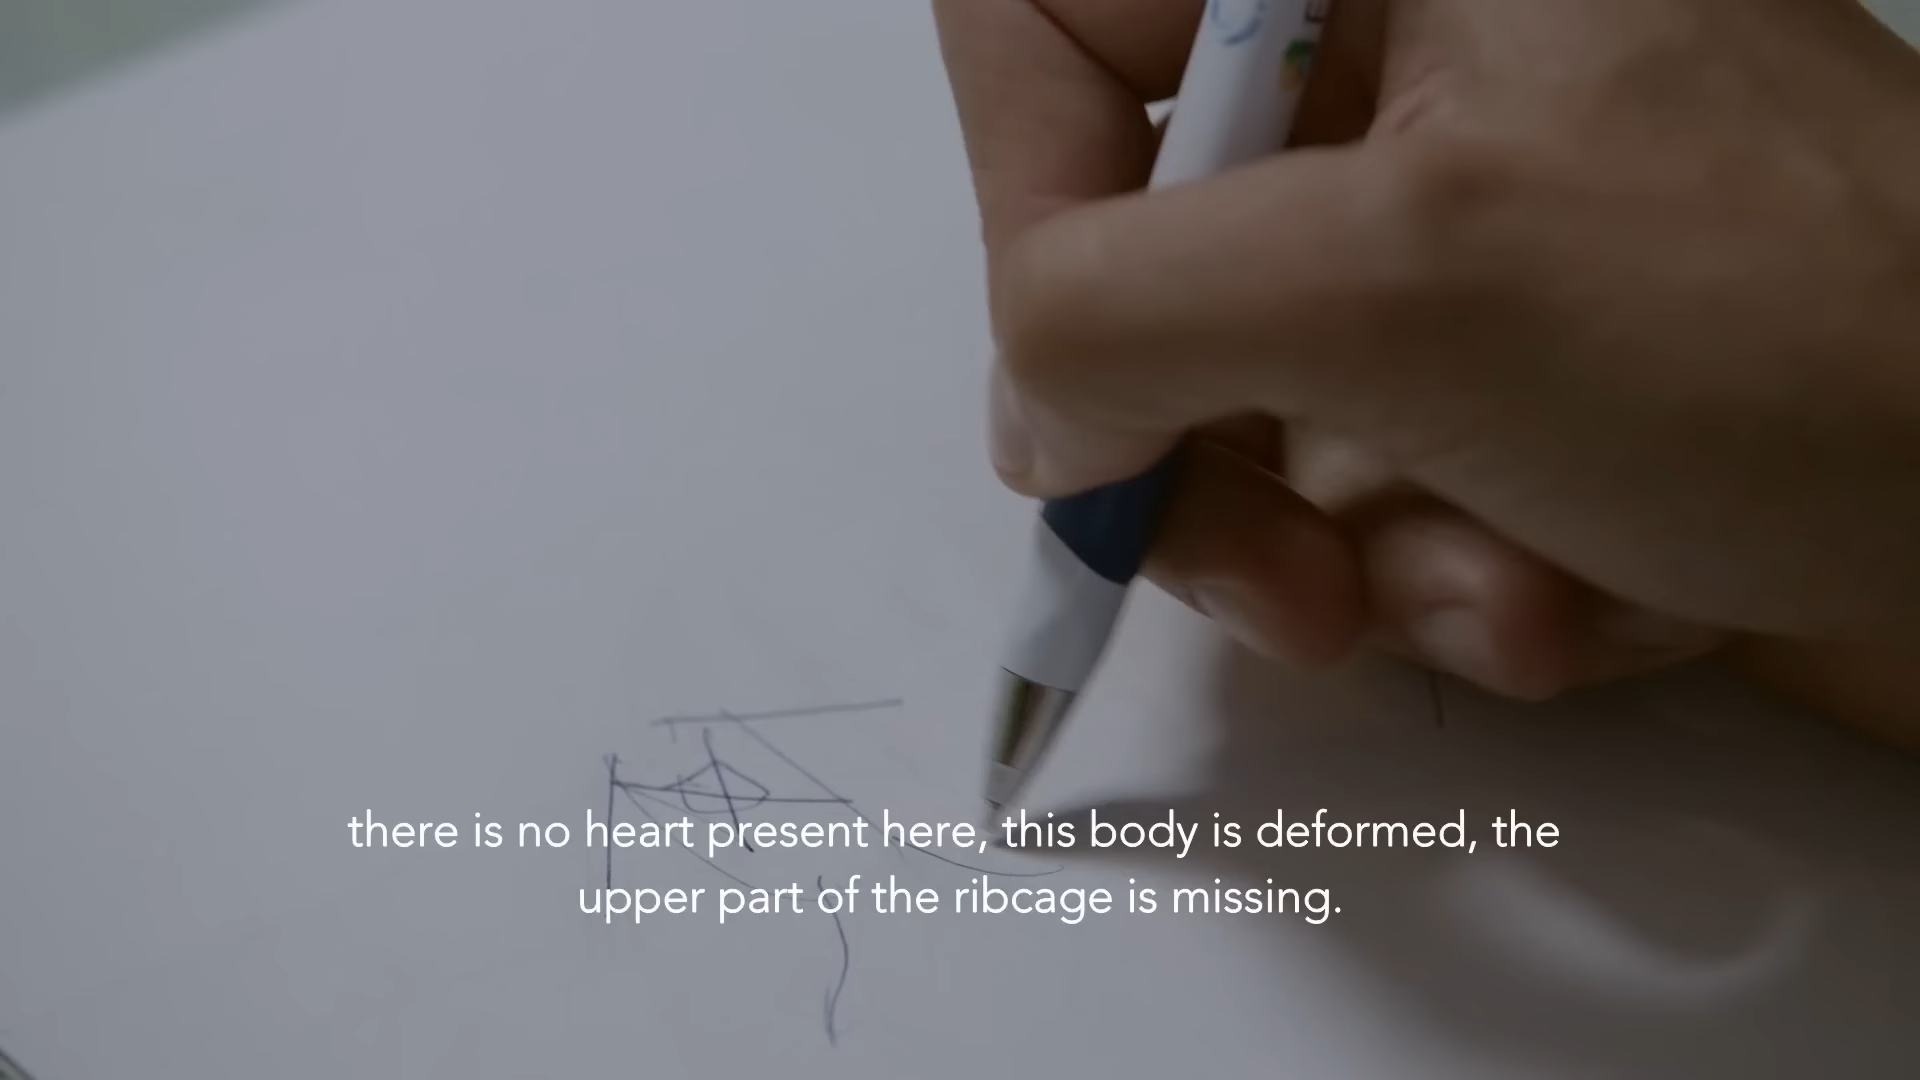 there is no heart present here, this body is deformed, the
upper part of the ribcage is missing.